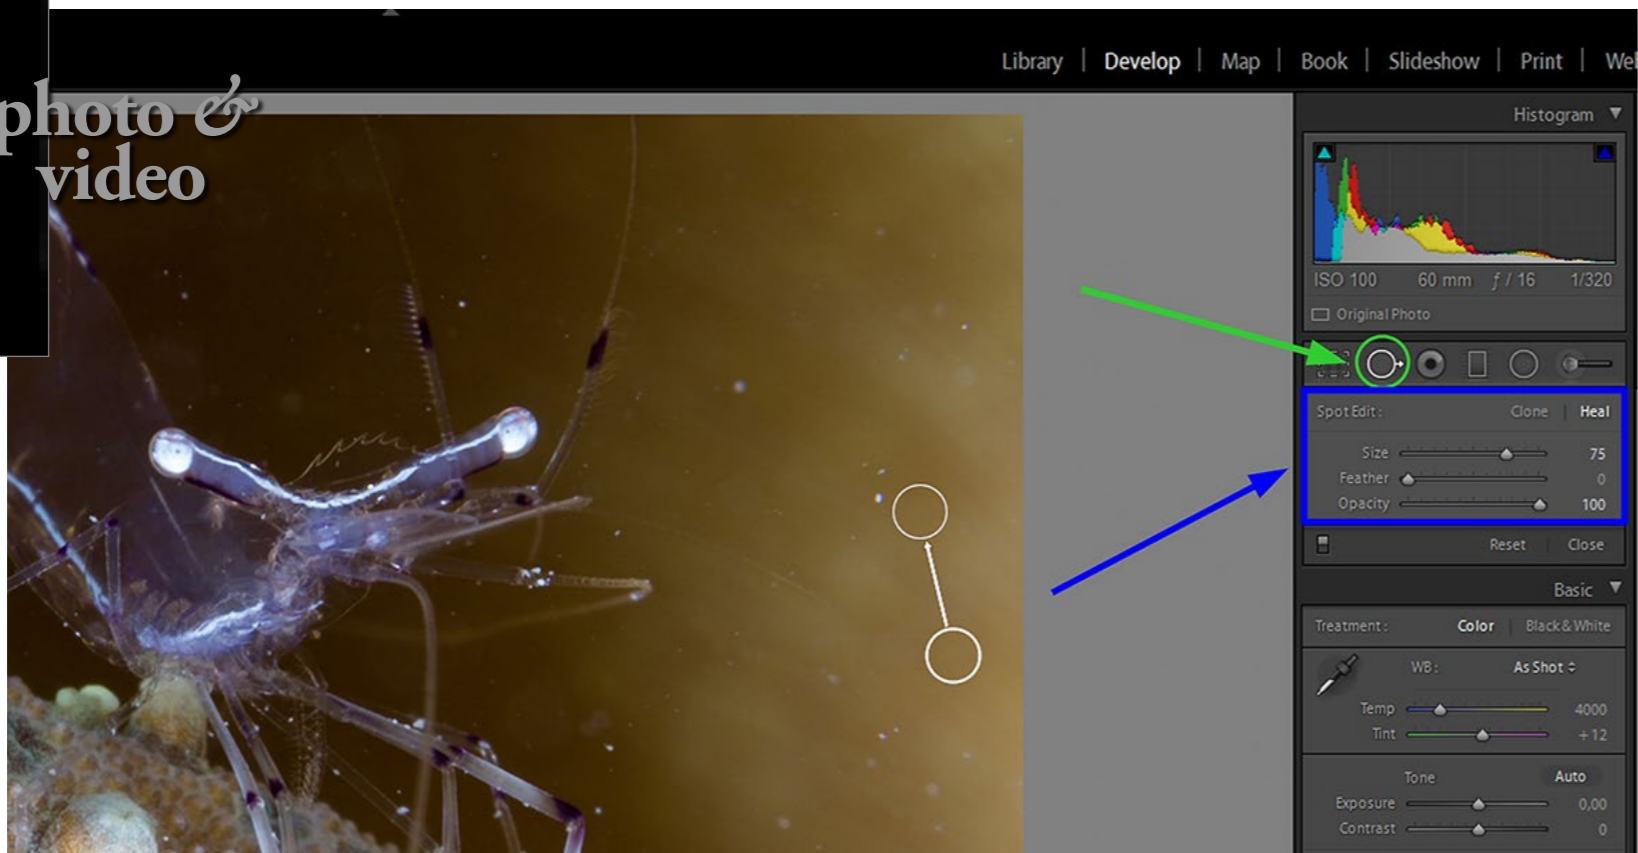 photo &
video
Library | Develop | Map | Book | Slideshow | Print |
Histogram
ISO 100 60 mm ƒ / 16 1/320
Original Photo
Spot Edit : Clone | Heal
Size 75
Feather 0
Opacity 100
Reset | Close
Basic
Treatment : Color | Black & White
WB : As Shot
Temp 4000
Tint + 12
Tone Auto
Exposure 0,00
Contrast 0